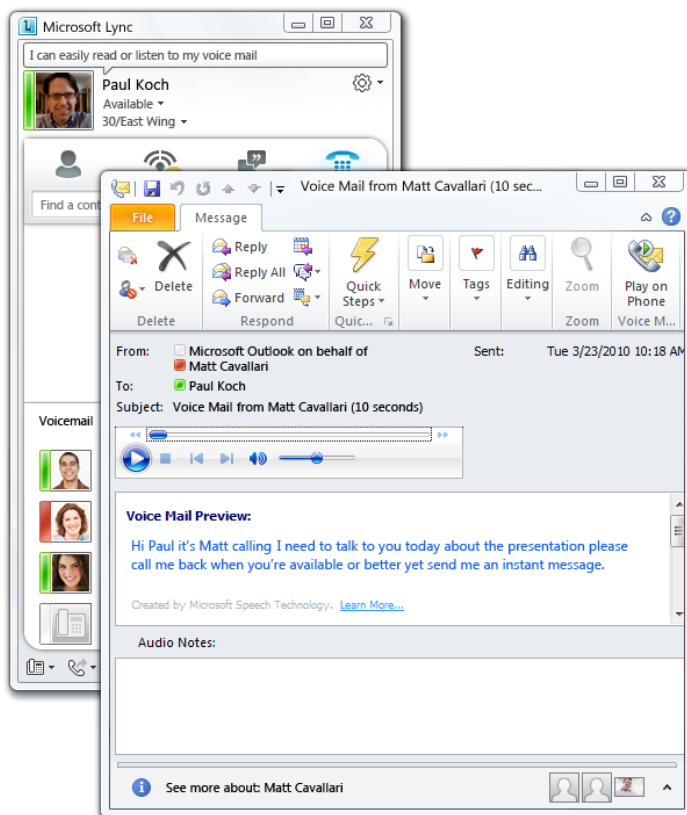 Microsoft Lync
I can easily read or listen to my voice mail
Paul Koch
Available
30/East Wing
Find a cont
Voicemail
Voice Mail from Matt Cavallari (10 sec...
File Message
Delete
Reply
Reply All
Forward
Quick
Steps
Move
Tags
Editing
Zoom
Play on
Phone
Delete Respond Quic... Zoom Voice M...
From: Microsoft Outlook on behalf of Sent: Tue 3/23/2010 10:18 AM
Matt Cavallari
To: Paul Koch
Subject: Voice Mail from Matt Cavallari (10 seconds)
Voice Mail Preview:
Hi Paul it's Matt calling I need to talk to you today about the presentation please
call me back when you're available or better yet send me an instant message.
Created by Microsoft Speech Technology. Learn More...
Audio Notes:
See more about: Matt Cavallari